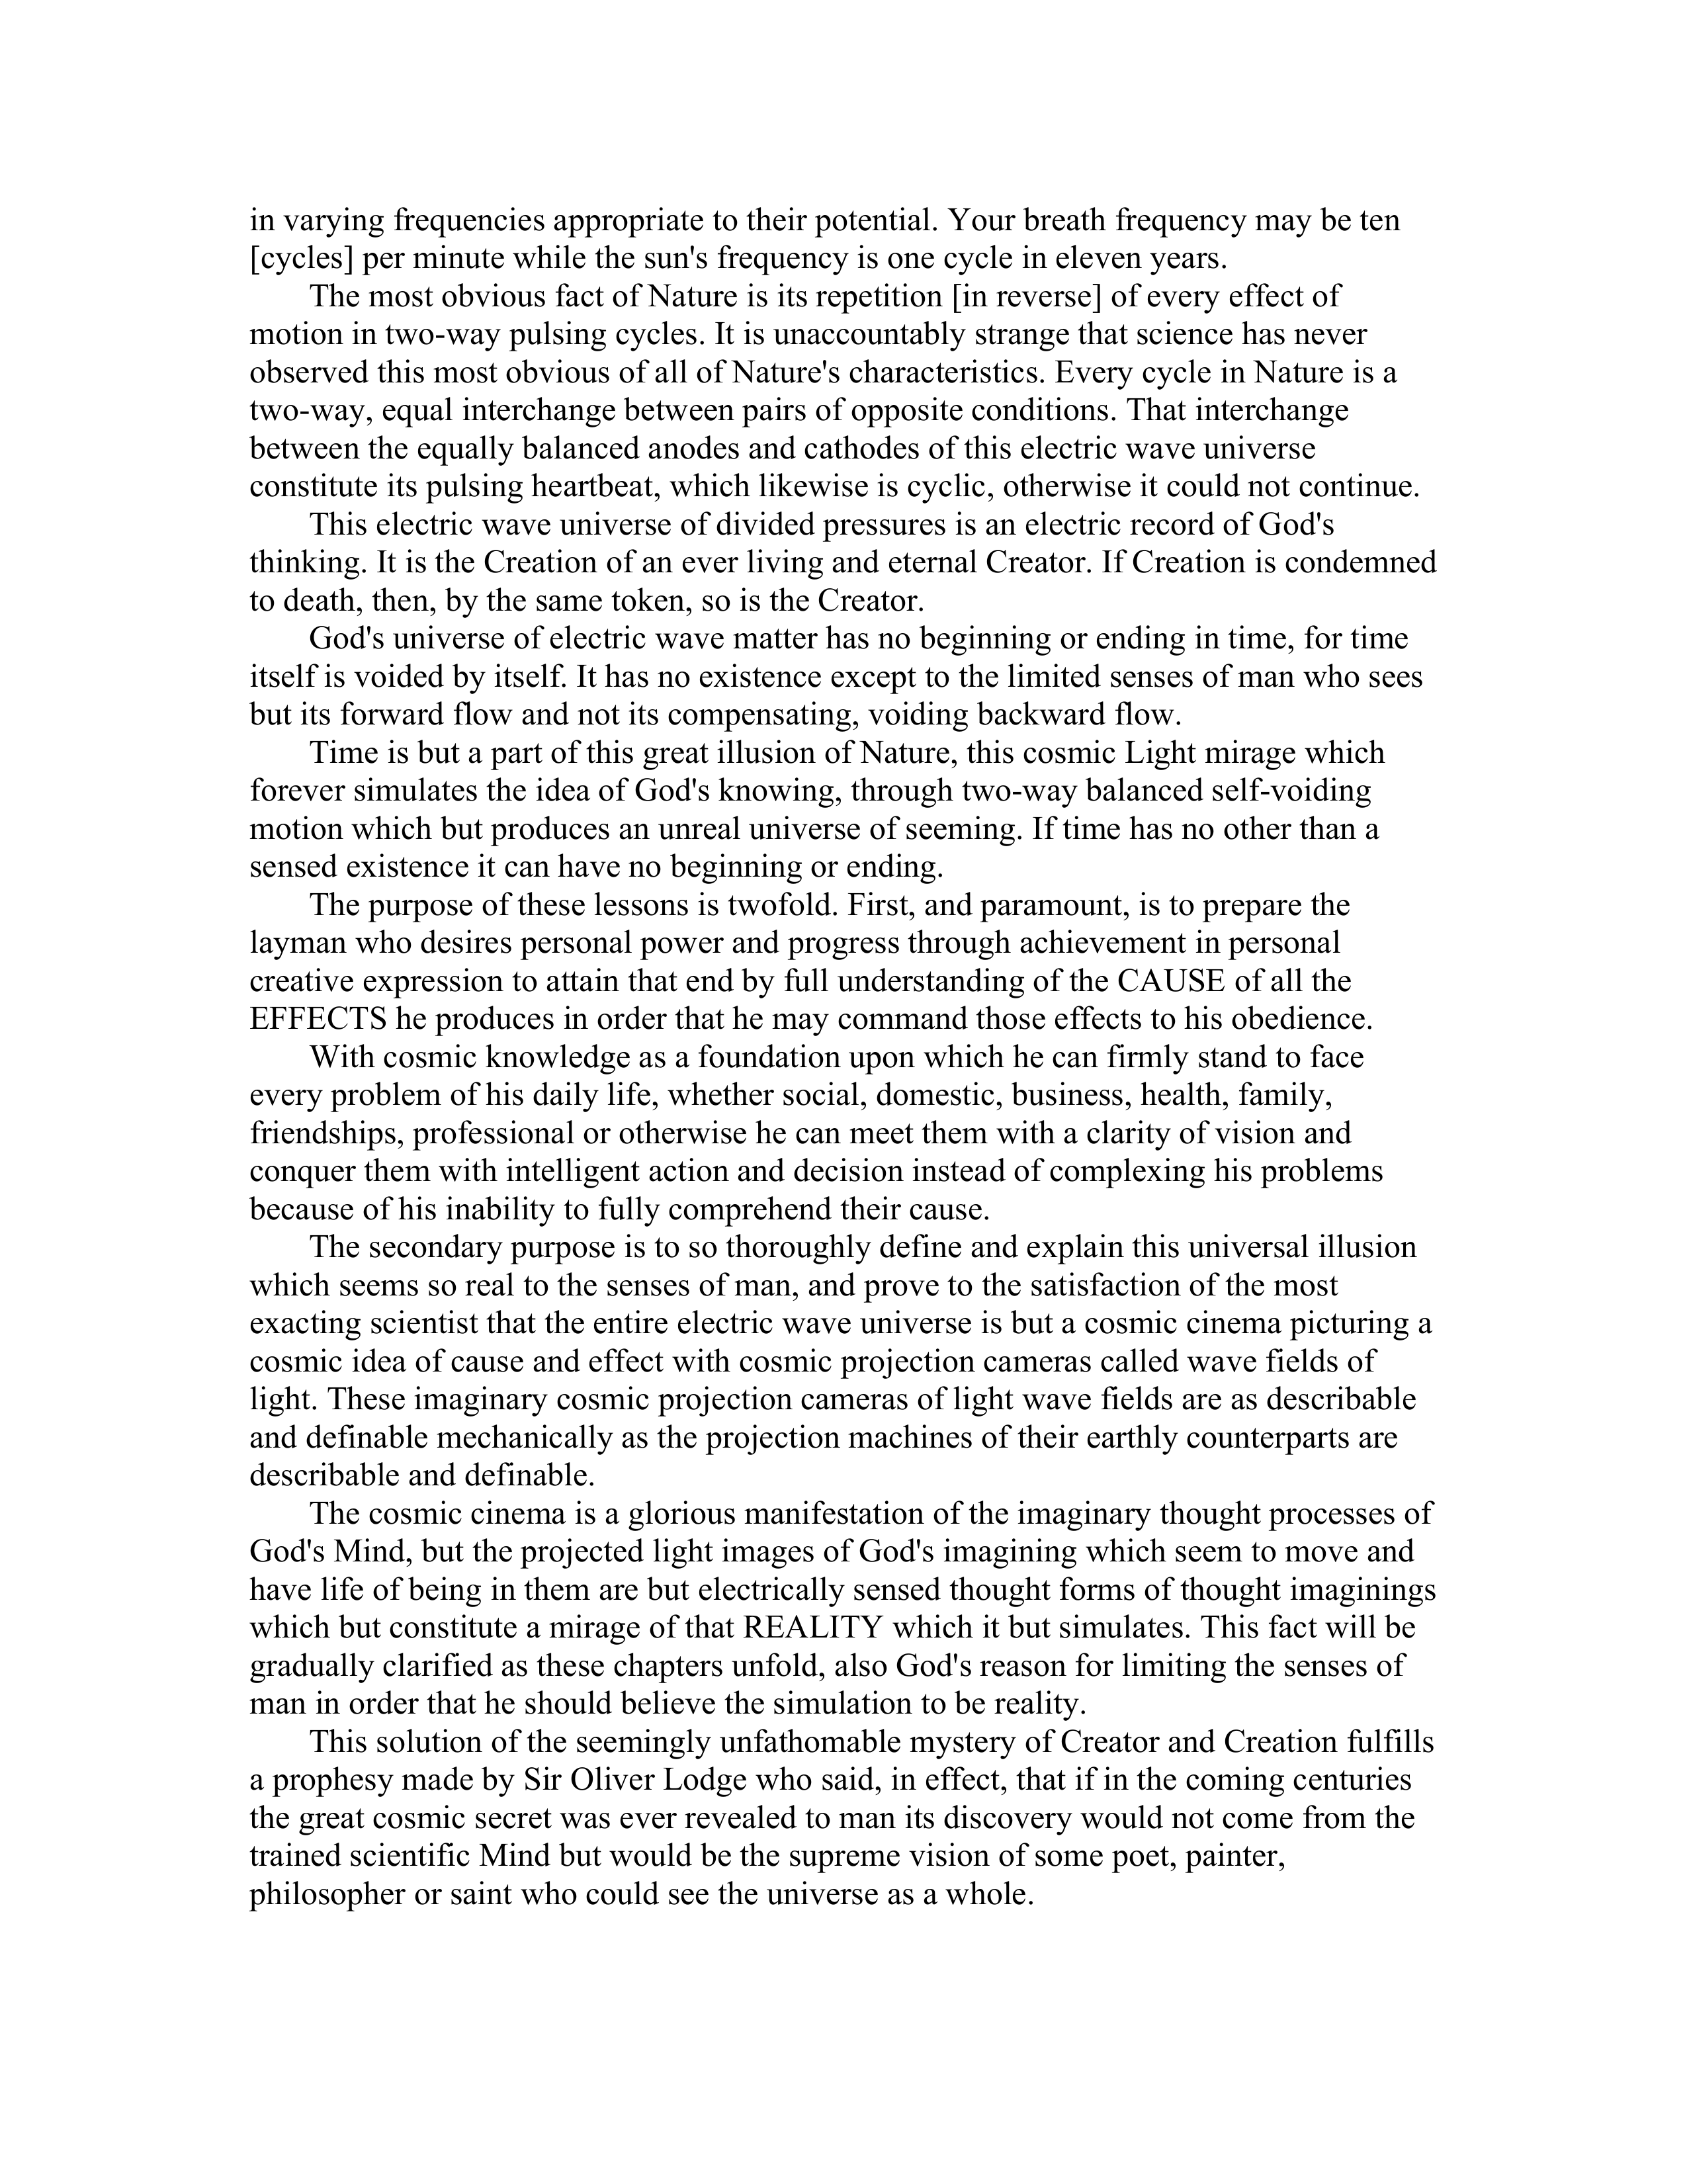 in varying frequencies appropriate to their potential. Your breath frequency may be ten
[cycles] per minute while the sun's frequency is one cycle in eleven years.
The most obvious fact of Nature is its repetition [in reverse] of every effect of
motion in two-way pulsing cycles. It is unaccountably strange that science has never
observed this most obvious of all of Nature's characteristics. Every cycle in Nature is a
two-way, equal interchange between pairs of opposite conditions. That interchange
between the equally balanced anodes and cathodes of this electric wave universe
constitute its pulsing heartbeat, which likewise is cyclic, otherwise it could not continue.
This electric wave universe of divided pressures is an electric record of God's
thinking. It is the Creation of an ever living and eternal Creator. If Creation is condemned
to death, then, by the same token, so is the Creator.
God's universe of electric wave matter has no beginning or ending in time, for time
itself is voided by itself. It has no existence except to the limited senses of man who sees
but its forward flow and not its compensating, voiding backward flow.
Time is but a part of this great illusion of Nature, this cosmic Light mirage which
forever simulates the idea of God's knowing, through two-way balanced self-voiding
motion which but produces an unreal universe of seeming. If time has no other than a
sensed existence it can have no beginning or ending.
The purpose of these lessons is twofold. First, and paramount, is to prepare the
layman who desires personal power and progress through achievement in personal
creative expression to attain that end by full understanding of the CAUSE of all the
EFFECTS he produces in order that he may command those effects to his obedience.
With cosmic knowledge as a foundation upon which he can firmly stand to face
every problem of his daily life, whether social, domestic, business, health, family,
friendships, professional or otherwise he can meet them with a clarity of vision and
conquer them with intelligent action and decision instead of complexing his problems
because of his inability to fully comprehend their cause.
The secondary purpose is to so thoroughly define and explain this universal illusion
which seems so real to the senses of man, and prove to the satisfaction of the most
exacting scientist that the entire electric wave universe is but a cosmic cinema picturing a
cosmic idea of cause and effect with cosmic projection cameras called wave fields of
light. These imaginary cosmic projection cameras of light wave fields are as describable
and definable mechanically as the projection machines of their earthly counterparts are
describable and definable.
The cosmic cinema is a glorious manifestation of the imaginary thought processes of
God's Mind, but the projected light images of God's imagining which seem to move and
have life of being in them are but electrically sensed thought forms of thought imaginings
which but constitute a mirage of that REALITY which it but simulates. This fact will be
gradually clarified as these chapters unfold, also God's reason for limiting the senses of
man in order that he should believe the simulation to be reality.
This solution of the seemingly unfathomable mystery of Creator and Creation fulfills
a prophesy made by Sir Oliver Lodge who said, in effect, that if in the coming centuries
the great cosmic secret was ever revealed to man its discovery would not come from the
trained scientific Mind but would be the supreme vision of some poet, painter,
philosopher or saint who could see the universe as a whole.